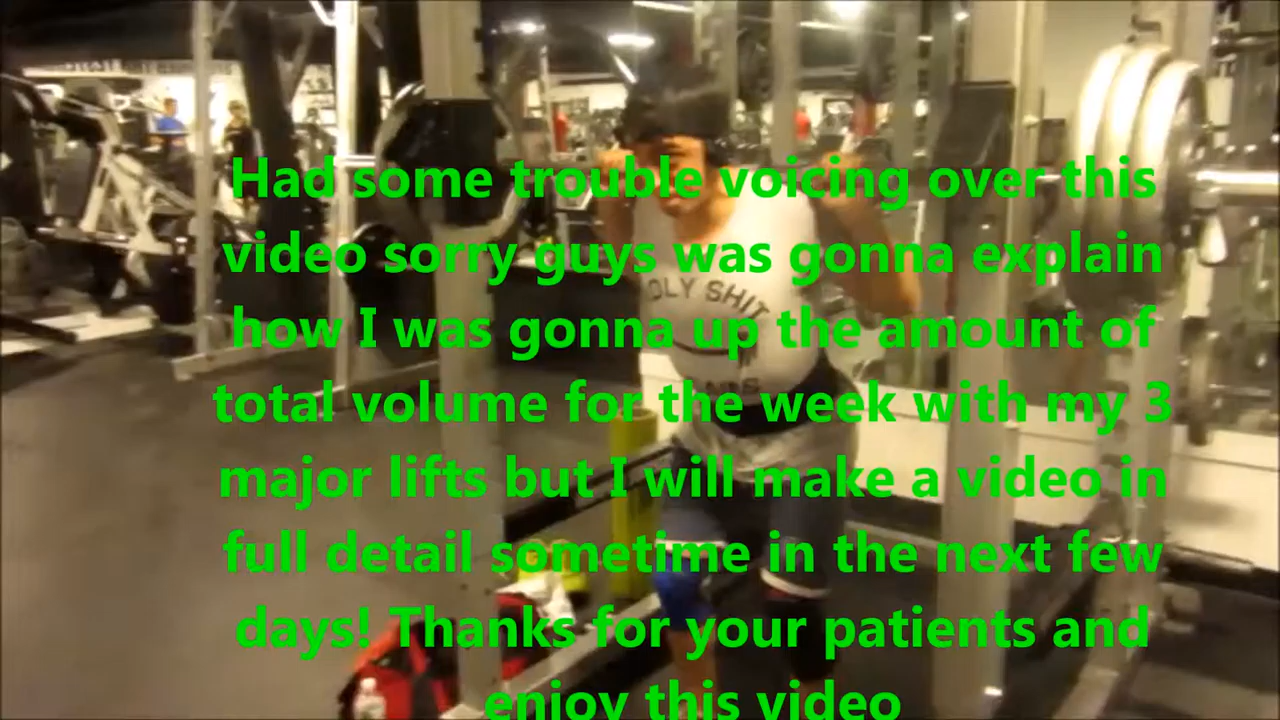 Had some trouble voicing over this
video sorry guys was gonna explain
how I was gonna up the amount of
total volume for the week with my 3
major lifts but I will make a video in
full detail sometime in the next few
days! Thanks for your patients and
enjoy this video
OLY SHIT